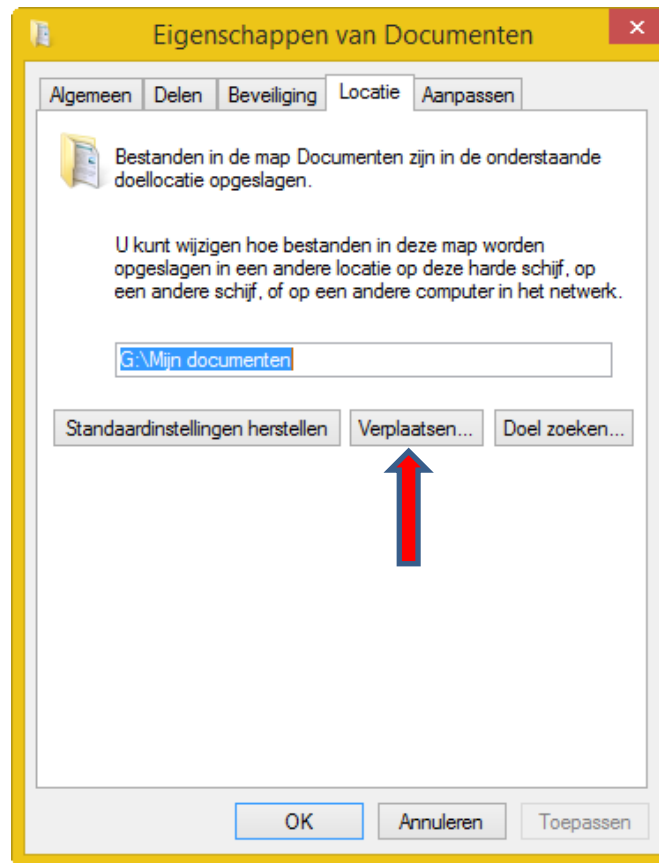 Eigenschappen van Documenten
Algemeen Delen Beveiliging Locatie Aanpassen
Bestanden in de map Documenten zijn in de onderstaande
doellocatie opgeslagen.
U kunt wijzigen hoe bestanden in deze map worden
opgeslagen in een andere locatie op deze harde schijf, op
een andere schijf, of op een andere computer in het netwerk.
G:\Mijn documenten
Standaardinstellingen herstellen Verplaatsen... Doel zoeken...
OK Annuleren Toepassen